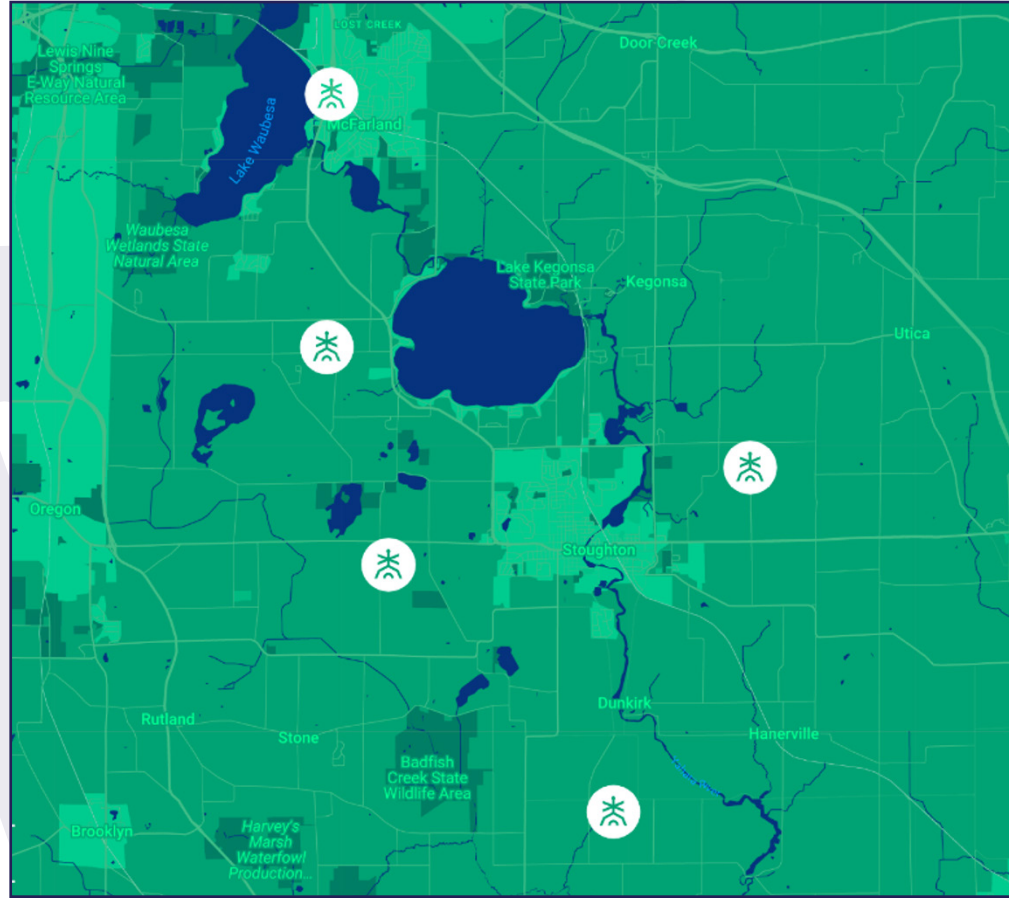 LOST CREEK
Door Creek
Lewis Nine
Springs
E-Way Natural
Resource Area
McFarland
Lake Waubesa
Waubesa
Wetlands State
Natural Area
Lake Kegonsa
State Park
Kegonsa
Utica
Oregon
Stoughton
Dunkirk
Rutland
Stone
Hanerville
Badfish
Creek State
Wildlife Area
Brooklyn
Harvey's
Marsh
Waterfowl
Production...